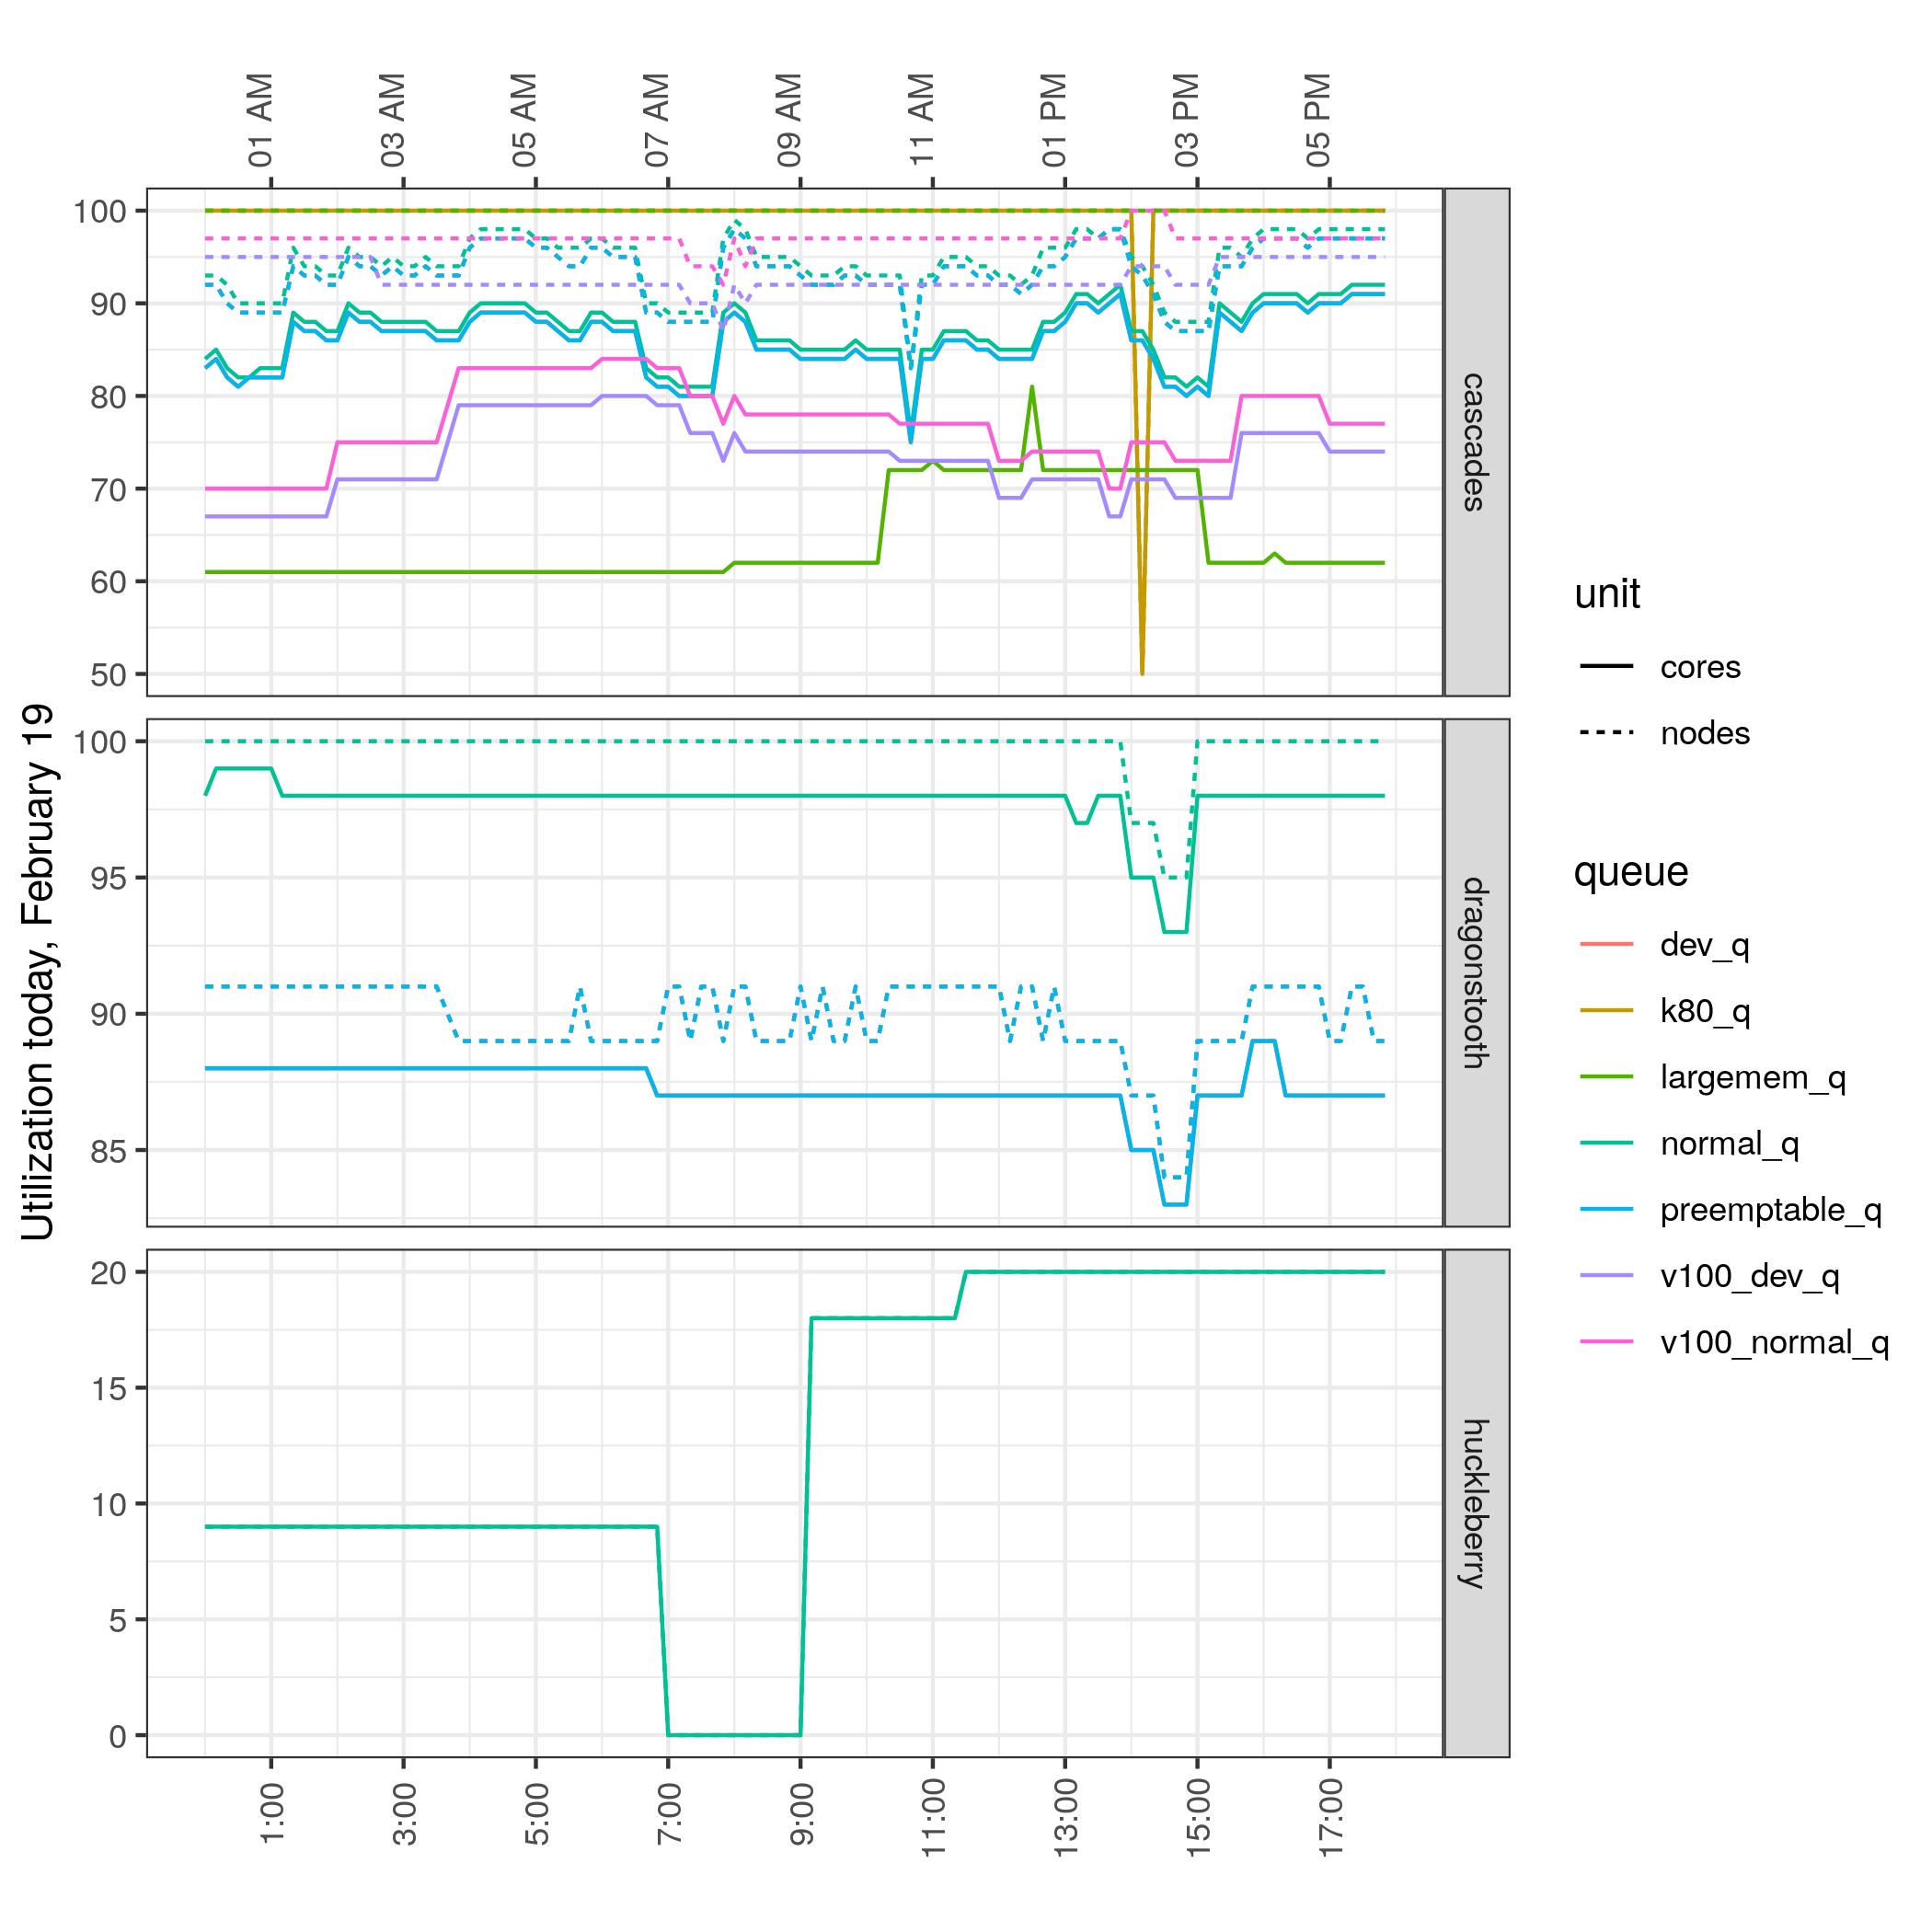 01 AM
03 AM
05 AM
07 AM
09 AM
11 AM
01 PM
03 PM
05 PM
Utilization today, February 19
100
90
80
70
60
50
cascades
100
95
90
85
dragonstooth
20
15
10
5
0
huckleberry
1:00
3:00
5:00
7:00
9:00
11:00
13:00
15:00
17:00
unit
cores
nodes
queue
dev_q
k80_q
largemem_q
normal_q
preemptable_q
v100_dev_q
v100_normal_q